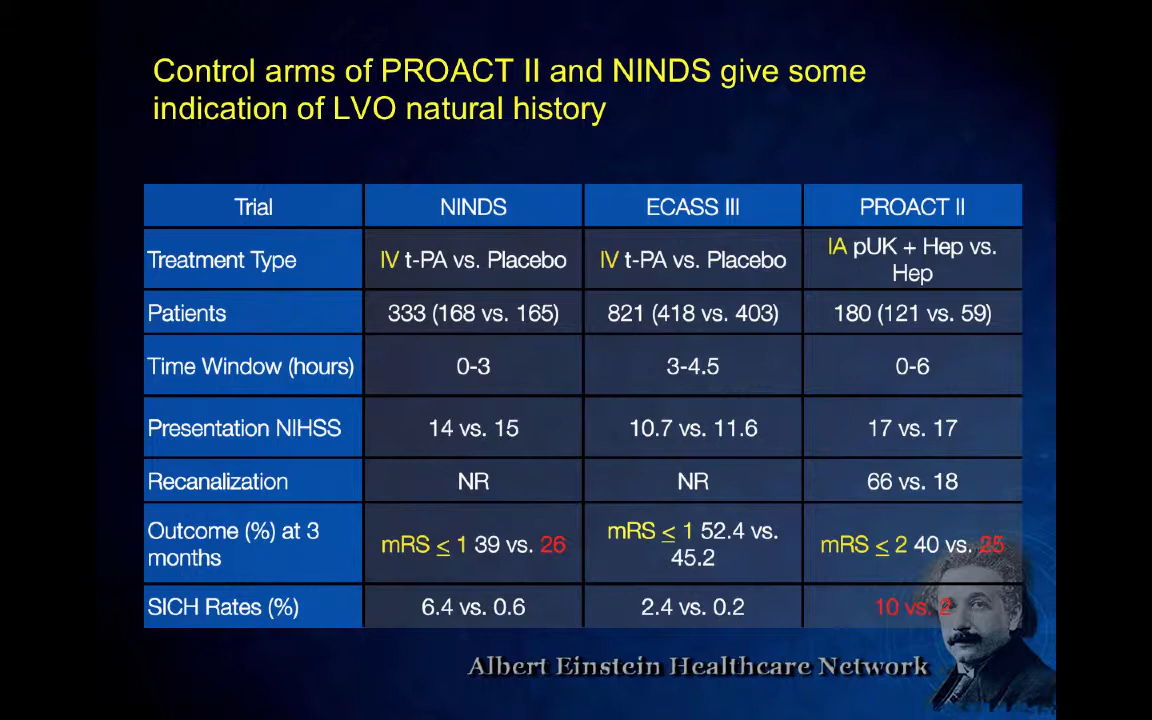 Control arms of PROACT II and NINDS give some
indication of LVO natural history
Trial NINDS ECASS III PROACT II
Treatment Type IV t-PA vs. Placebo IV t-PA vs. Placebo IA pUK + Hep vs.
Hep
Patients 333 (168 vs. 165) 821 (418 vs. 403) 180 (121 vs. 59)
Time Window (hours) 0-3 3-4.5 0-6
Presentation NIHSS 14 vs. 15 10.7 vs. 11.6 17 vs. 17
Recanalization NR NR 66 vs. 18
Outcome (%) at 3
months mRS ≤ 1 39 vs. 26 mRS ≤ 1 52.4 vs.
45.2 mRS ≤ 2 40 vs. 25
SICH Rates (%) 6.4 vs. 0.6 2.4 vs. 0.2 10 vs. 2
Albert Einstein Healthcare Network